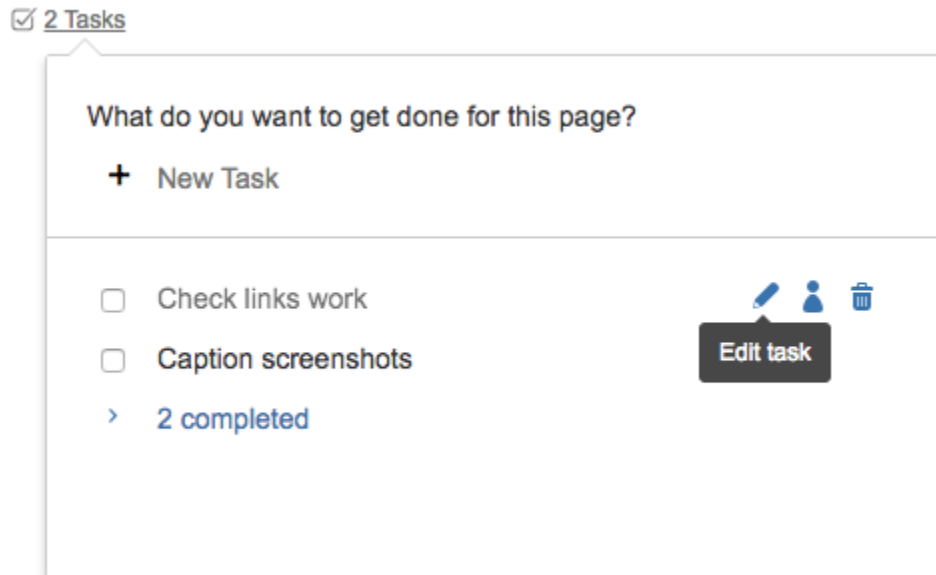 2 Tasks
What do you want to get done for this page?
+ New Task
Check links work
Edit task
Caption screenshots
> 2 completed